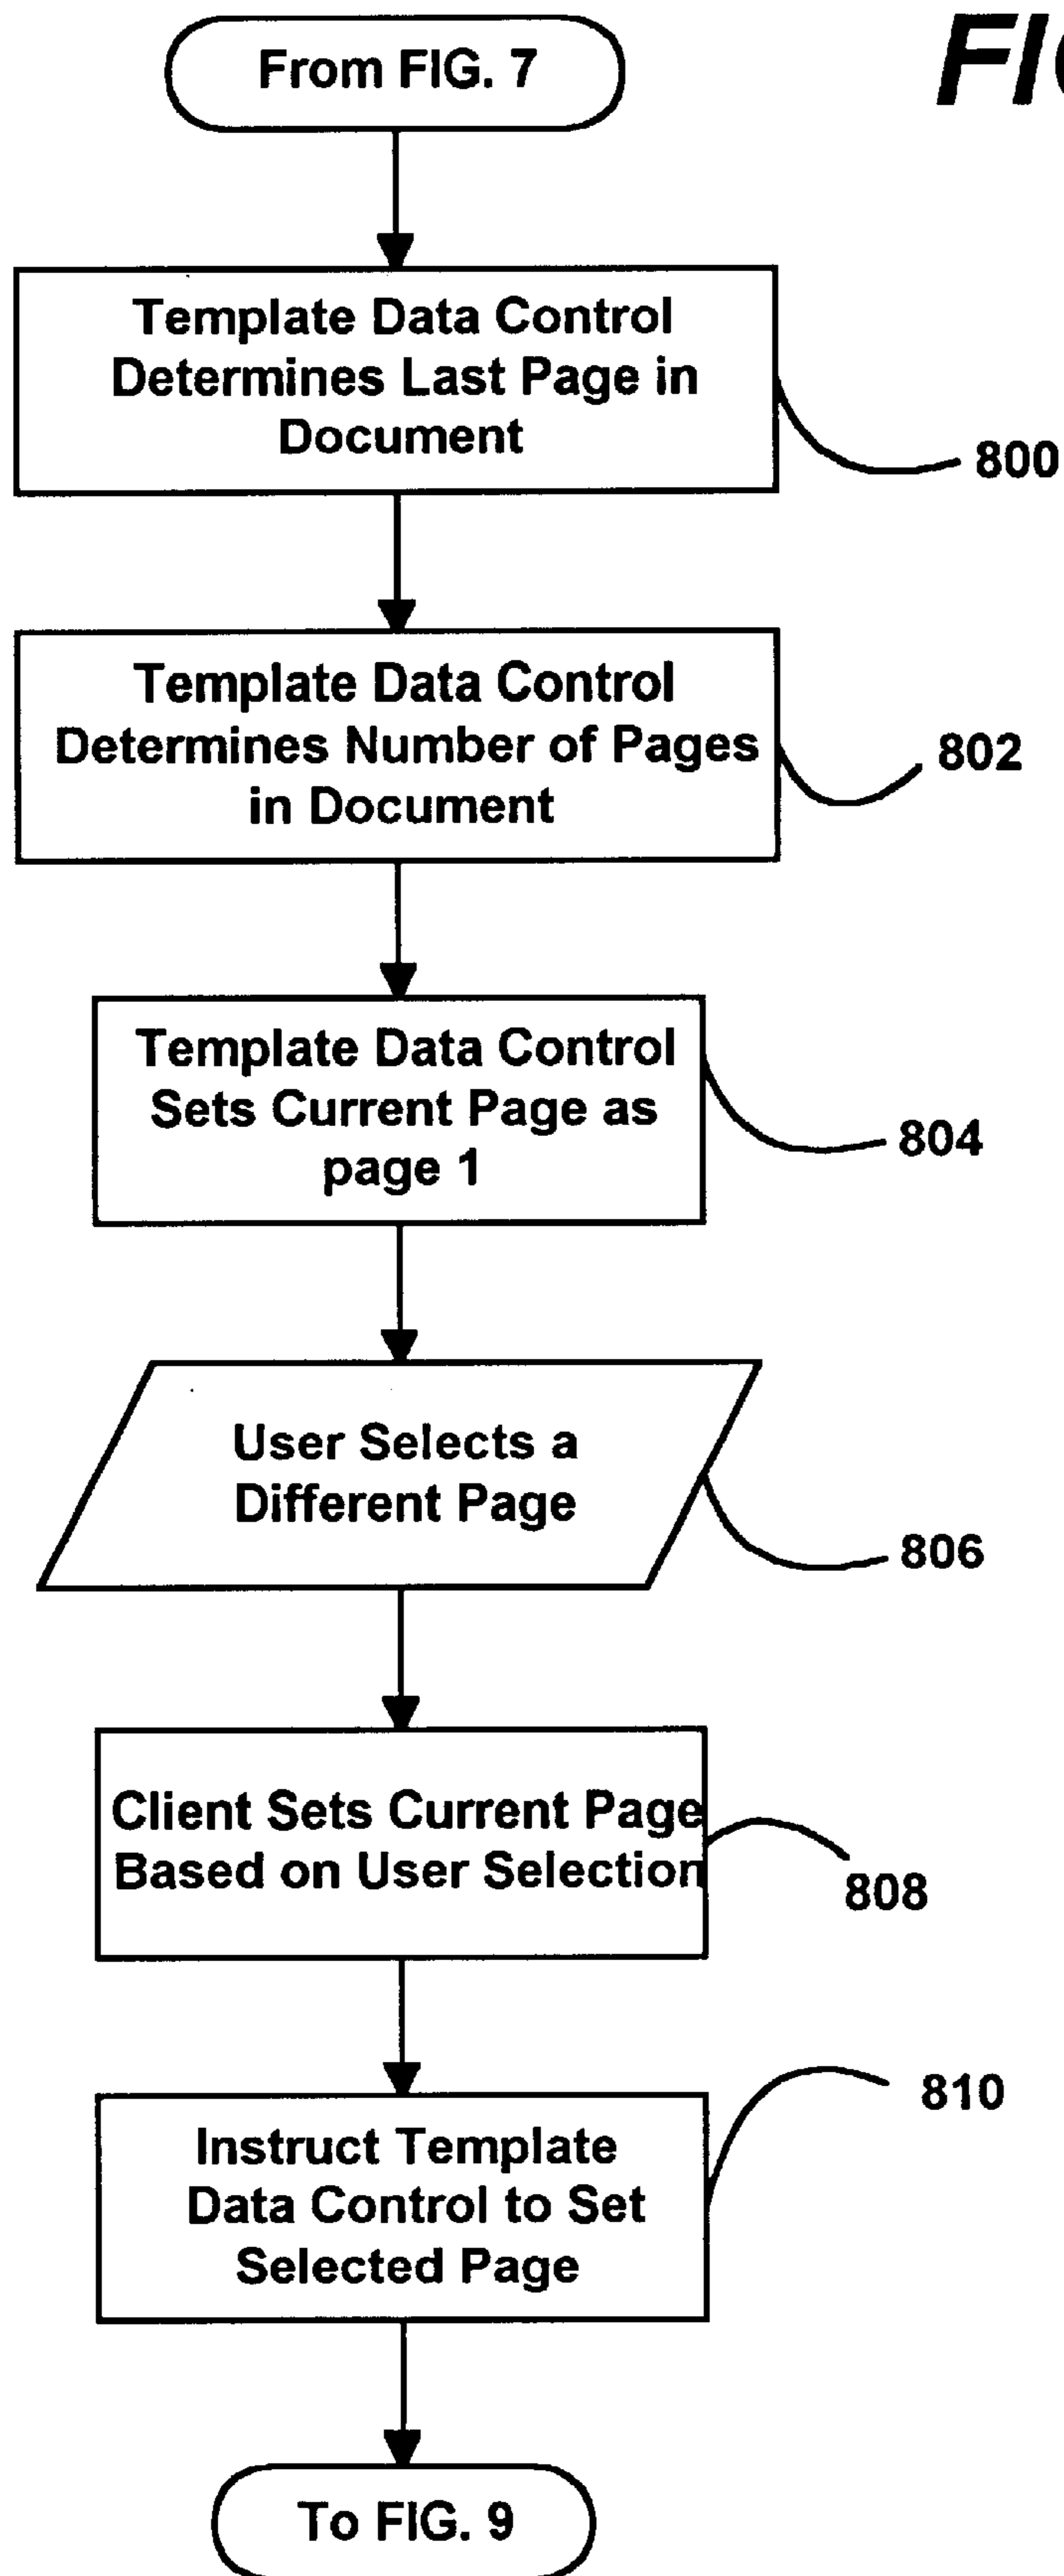 From FIG. 7
Template Data Control
Determines Last Page in
Document
800
Template Data Control
Determines Number of Pages
in Document
802
Template Data Control
Sets Current Page as
page 1
804
User Selects a
Different Page
806
Client Sets Current Page
Based on User Selection
808
810
Instruct Template
Data Control to Set
Selected Page
To FIG. 9